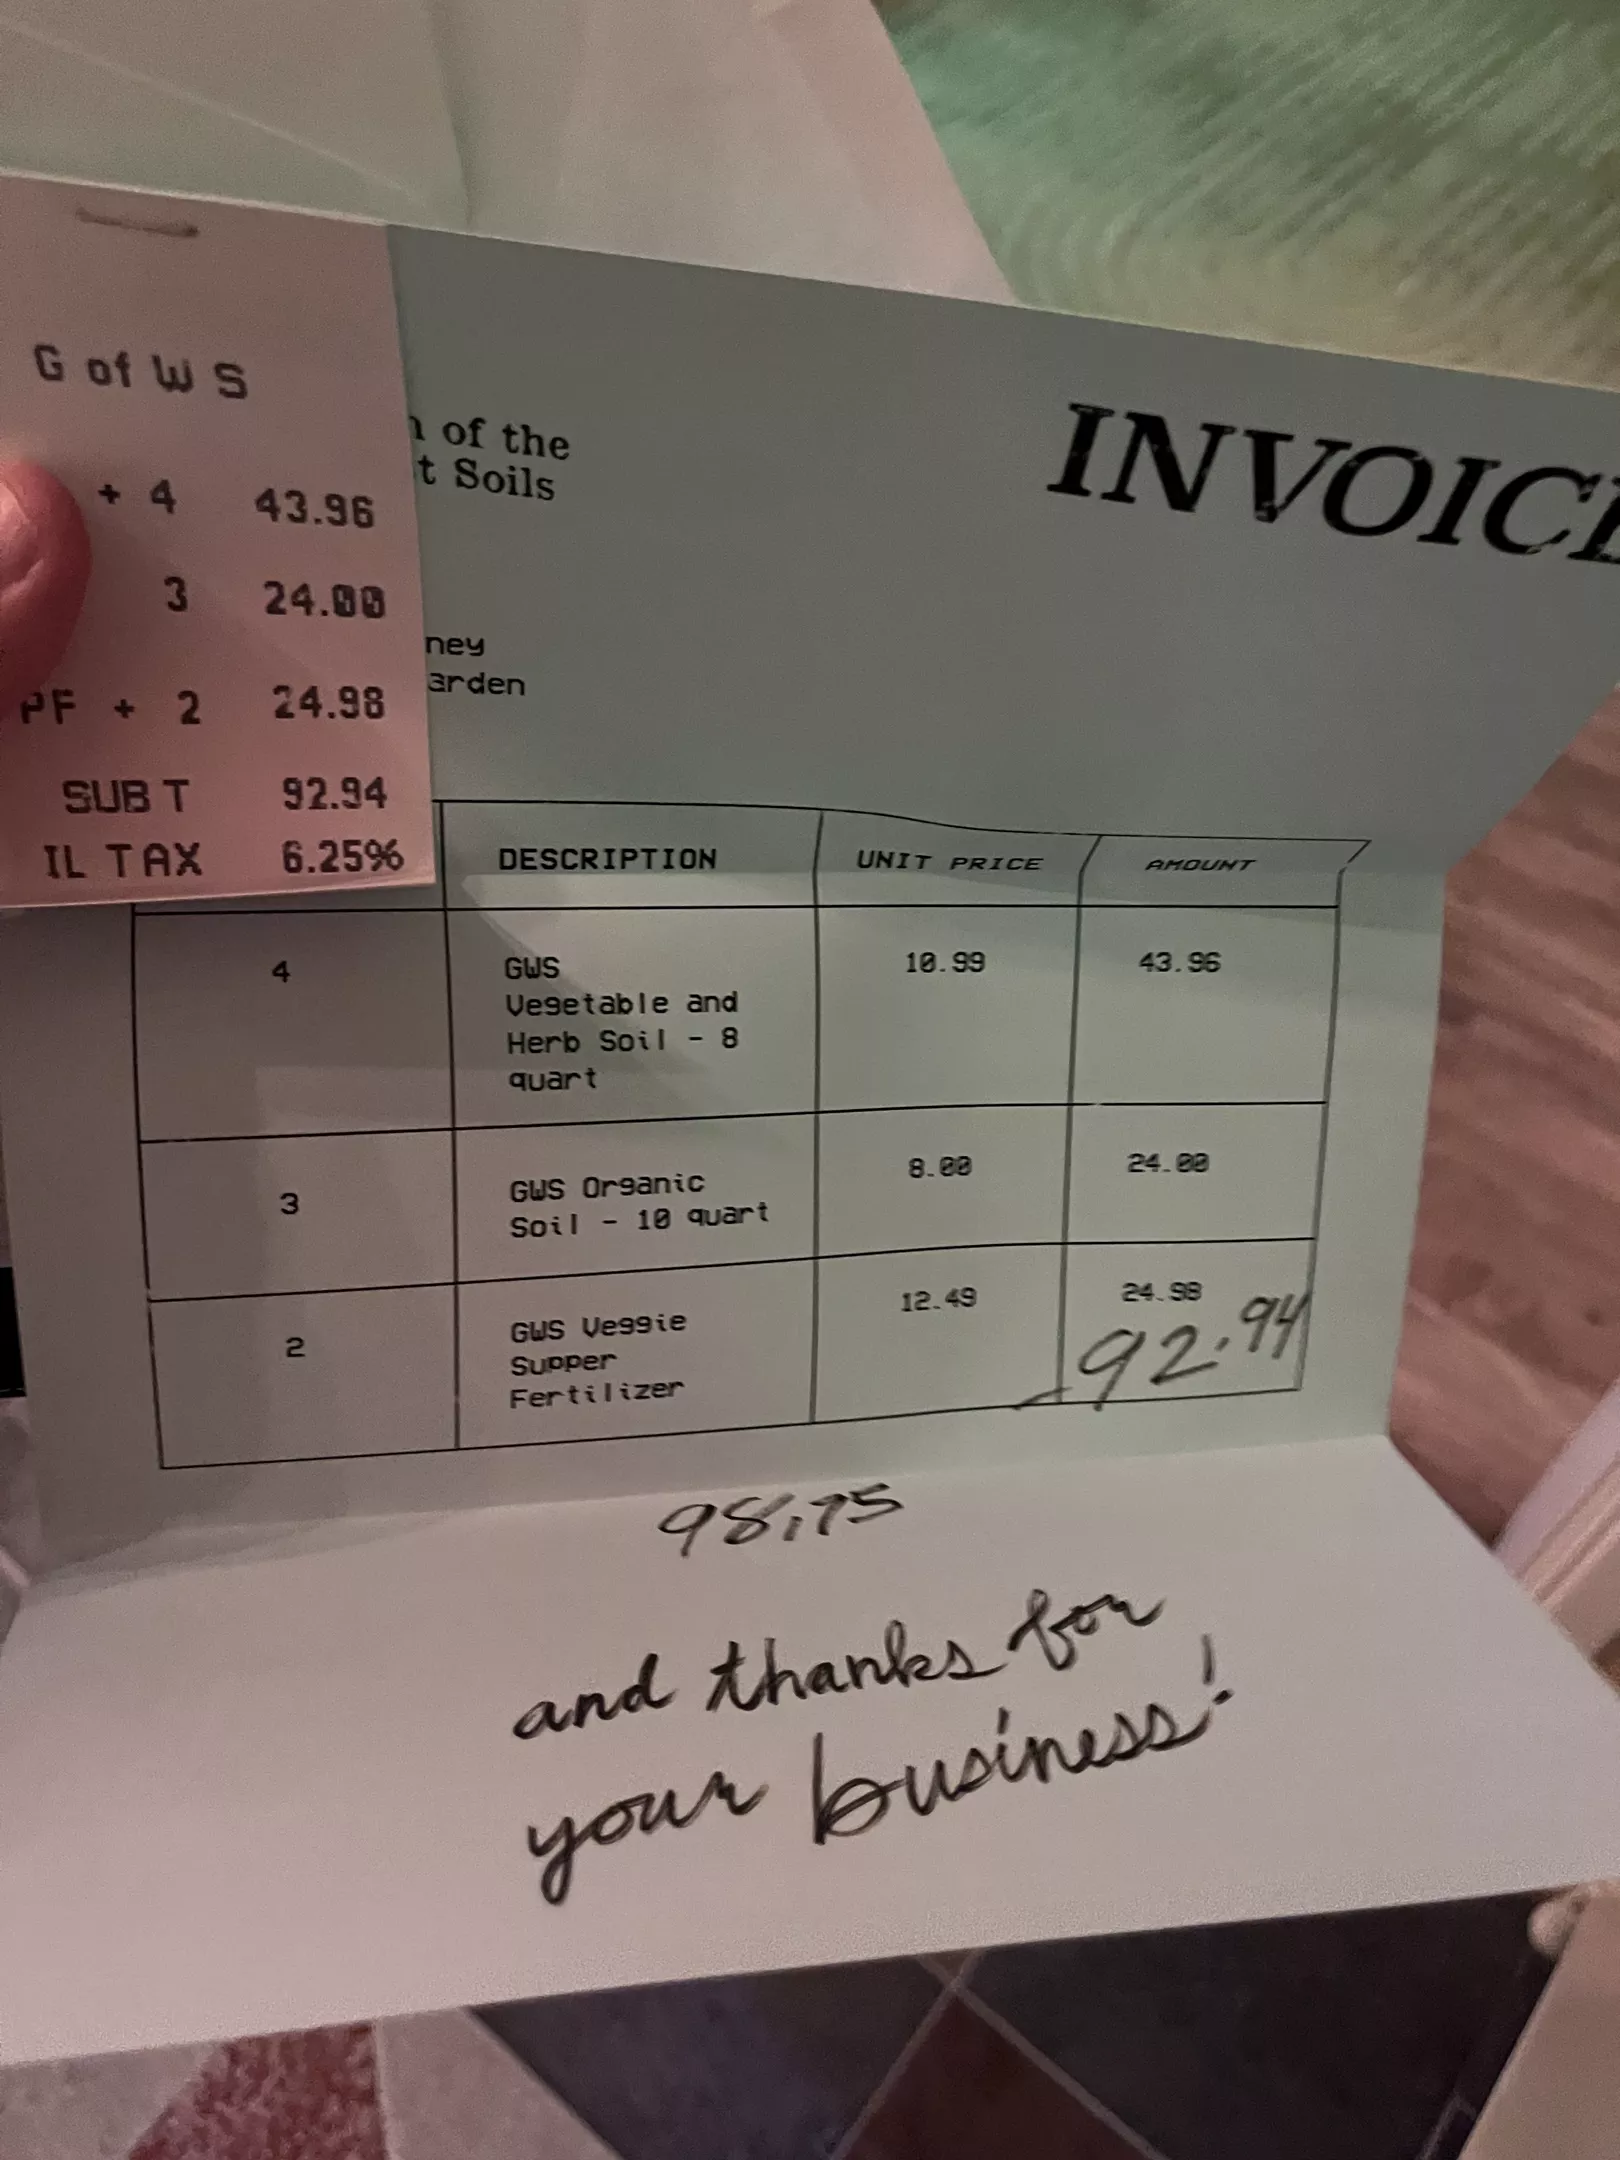 G of W S
+ 4 43.96
3 24.00
PF + 2 24.98
SUB T 92.94
IL TAX 6.25%
INVOICE
of the
t Soils
ney
arden
DESCRIPTION UNIT PRICE AMOUNT
4 GWS 10.99 43.96
Vegetable and
Herb Soil - 8
quart
3 GWS Organic 8.00 24.00
Soil - 10 quart
2 GWS Veggie 12.49 24.98
Supper
Fertilizer
92.94
98,75
and thanks for
your business!